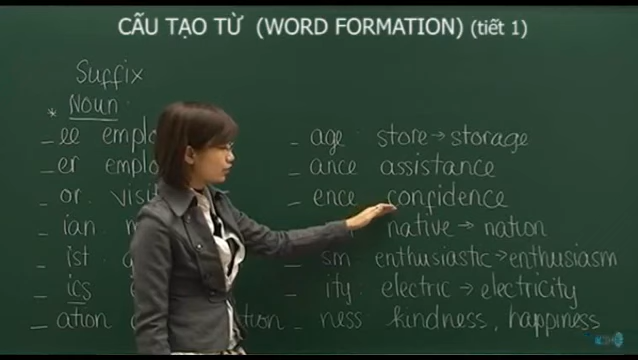 CẤU TẠO TỪ (WORD FORMATION) (tiết 1)
Suffix
* Noun:
_ ee emplo
_ er emplo
_ or visit
_ ian
_ ist
_ ics
_ ation ation
_ age store → storage
_ ance assistance
_ ence confidence
native → nation
_ sm enthusiastic → enthusiasm
_ ity electric → electricity
_ ness kindness, happiness